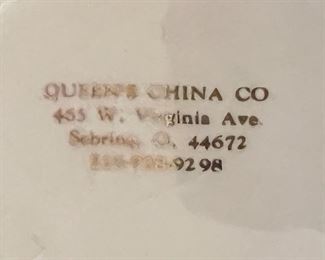 QUEEN'S CHINA CO
455 W. Virginia Ave.
Sebring, O. 44672
9298